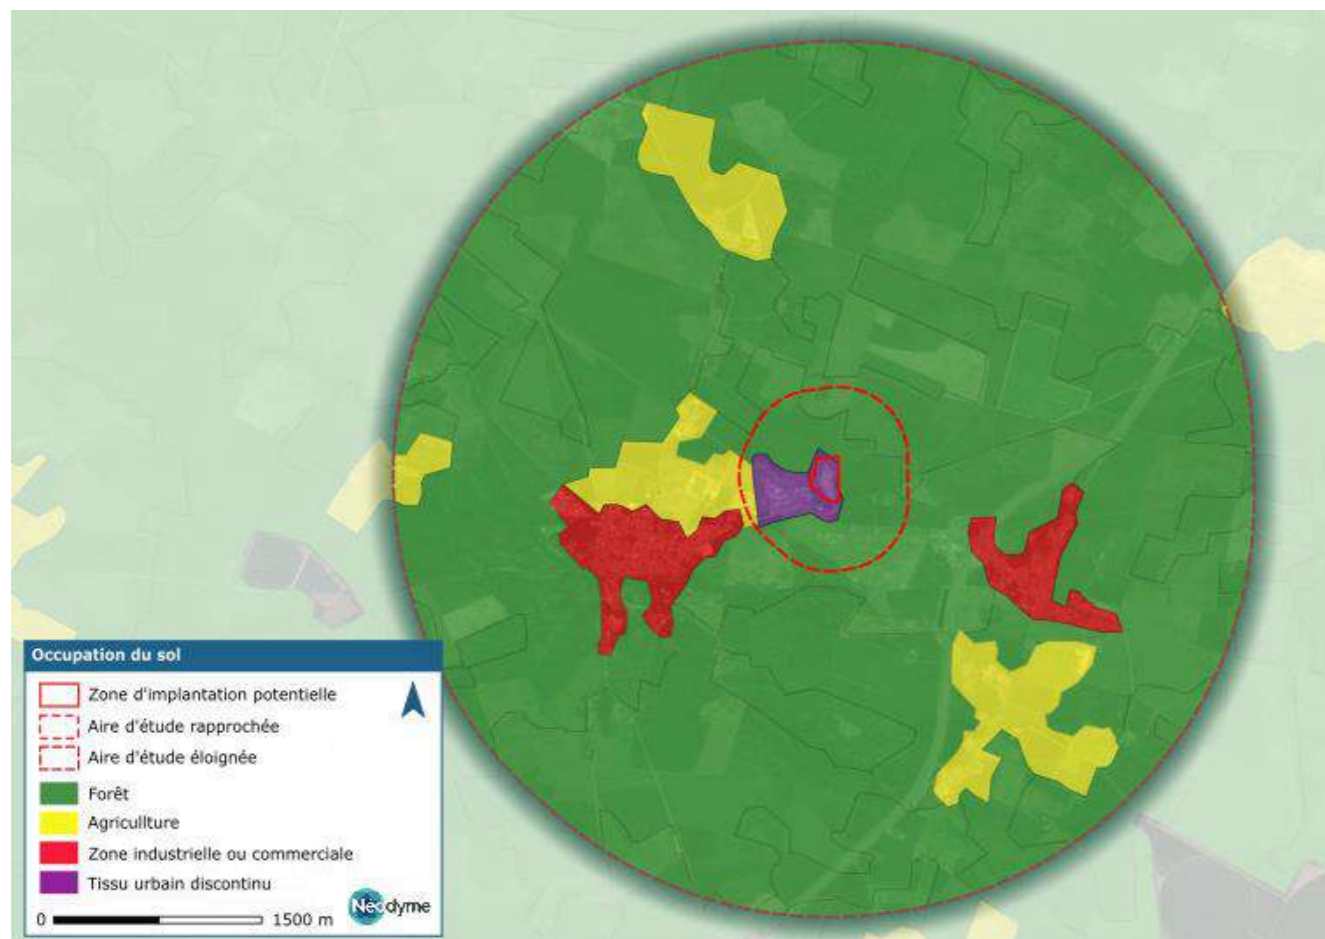 Occupation du sol
Zone d'implantation potentielle
Aire d'étude rapprochée
Aire d'étude éloignée
Forêt
Agricullture
Zone industrielle ou commerciale
Tissu urbain discontinu
0 1500 m
Néodyme